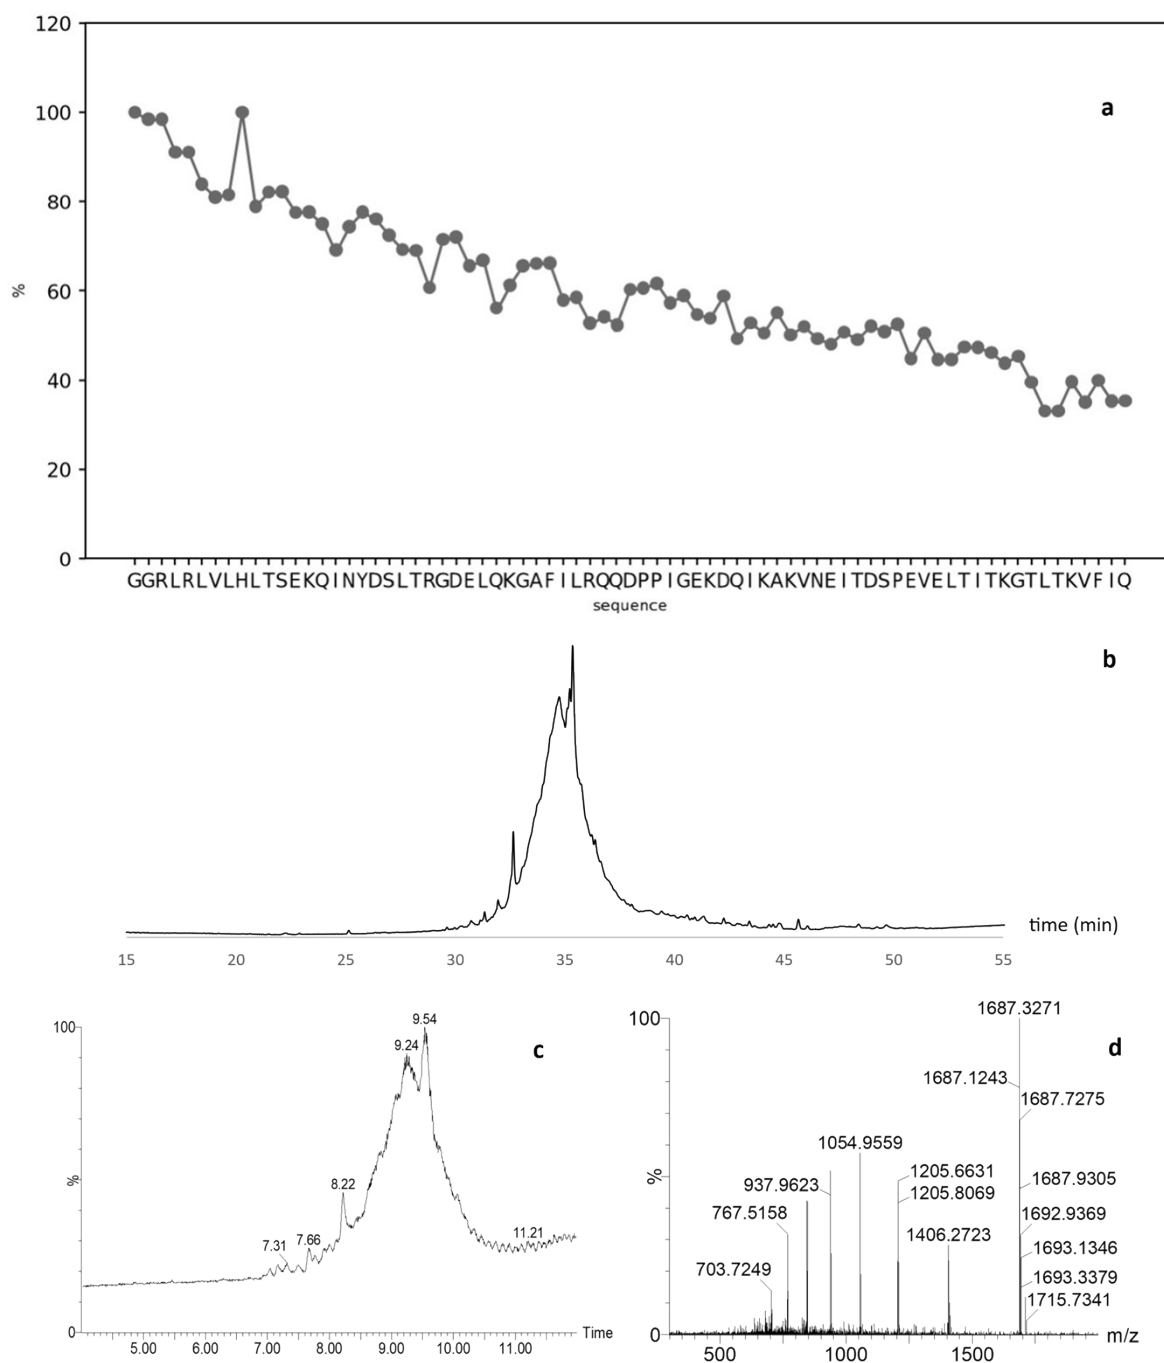 120
a
100
80
60
%
40
20
0
GGRLRLVLHLTSEKQINYDSLTRGDELQKGAFILRQQDPPIGEKDQIKAKVNEITDSPEVELTITKGTLTKVFIQ
sequence
b
time (min)
15 20 25 30 35 40 45 50 55
100
9.54
9.24
c
%
8.22
7.31
7.66
11.21
0
Time
5.00 6.00 7.00 8.00 9.00 10.00 11.00
1687.3271
100
d
1687.1243
1687.7275
1054.9559
%
937.9623
1205.6631
1687.9305
1205.8069
767.5158
1692.9369
1406.2723
1693.1346
703.7249
1693.3379
1715.7341
0
500 1000 1500
m/z